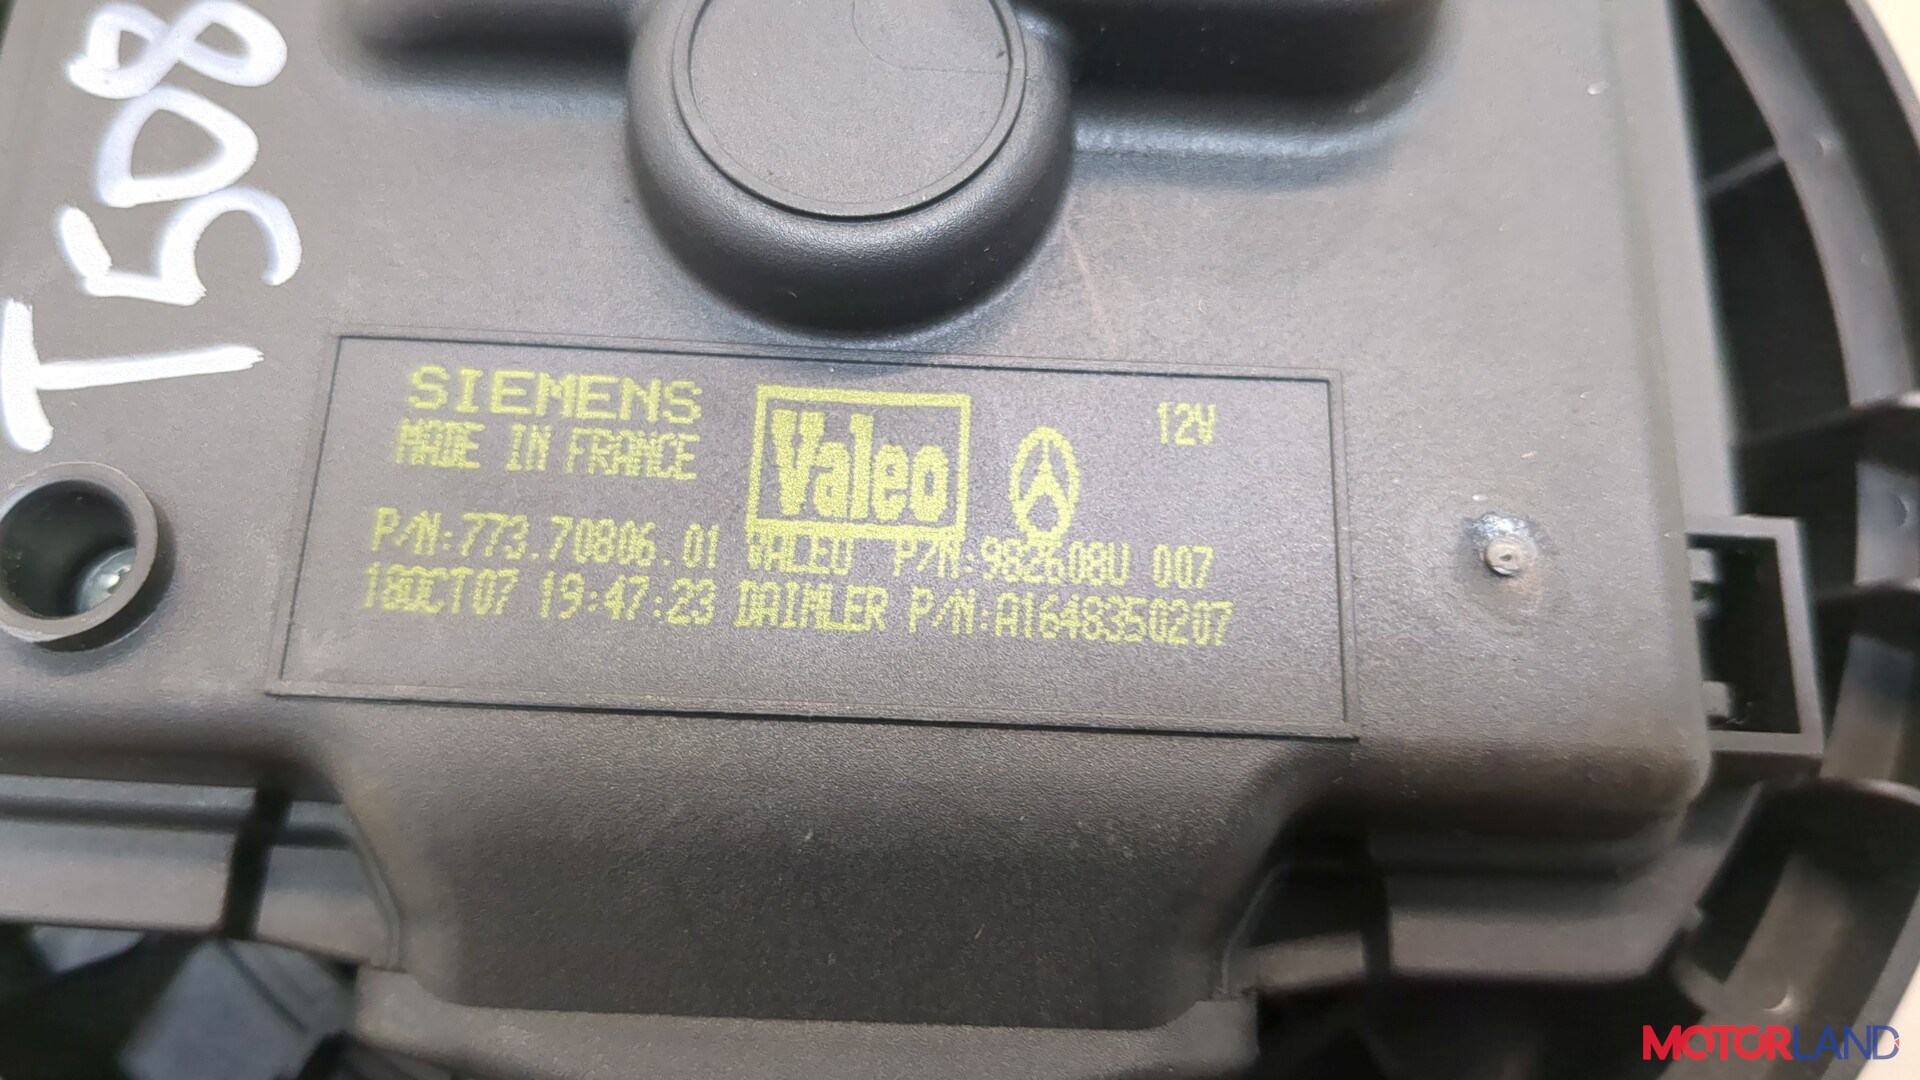 T508
SIEMENS
MADE IN FRANCE
Valeo
12V
P/N:773.70806.01 VALEO P/N:982608U 007
18OCT07 19:47:23 DAIMLER P/N:A1648350207
MOTORLAND